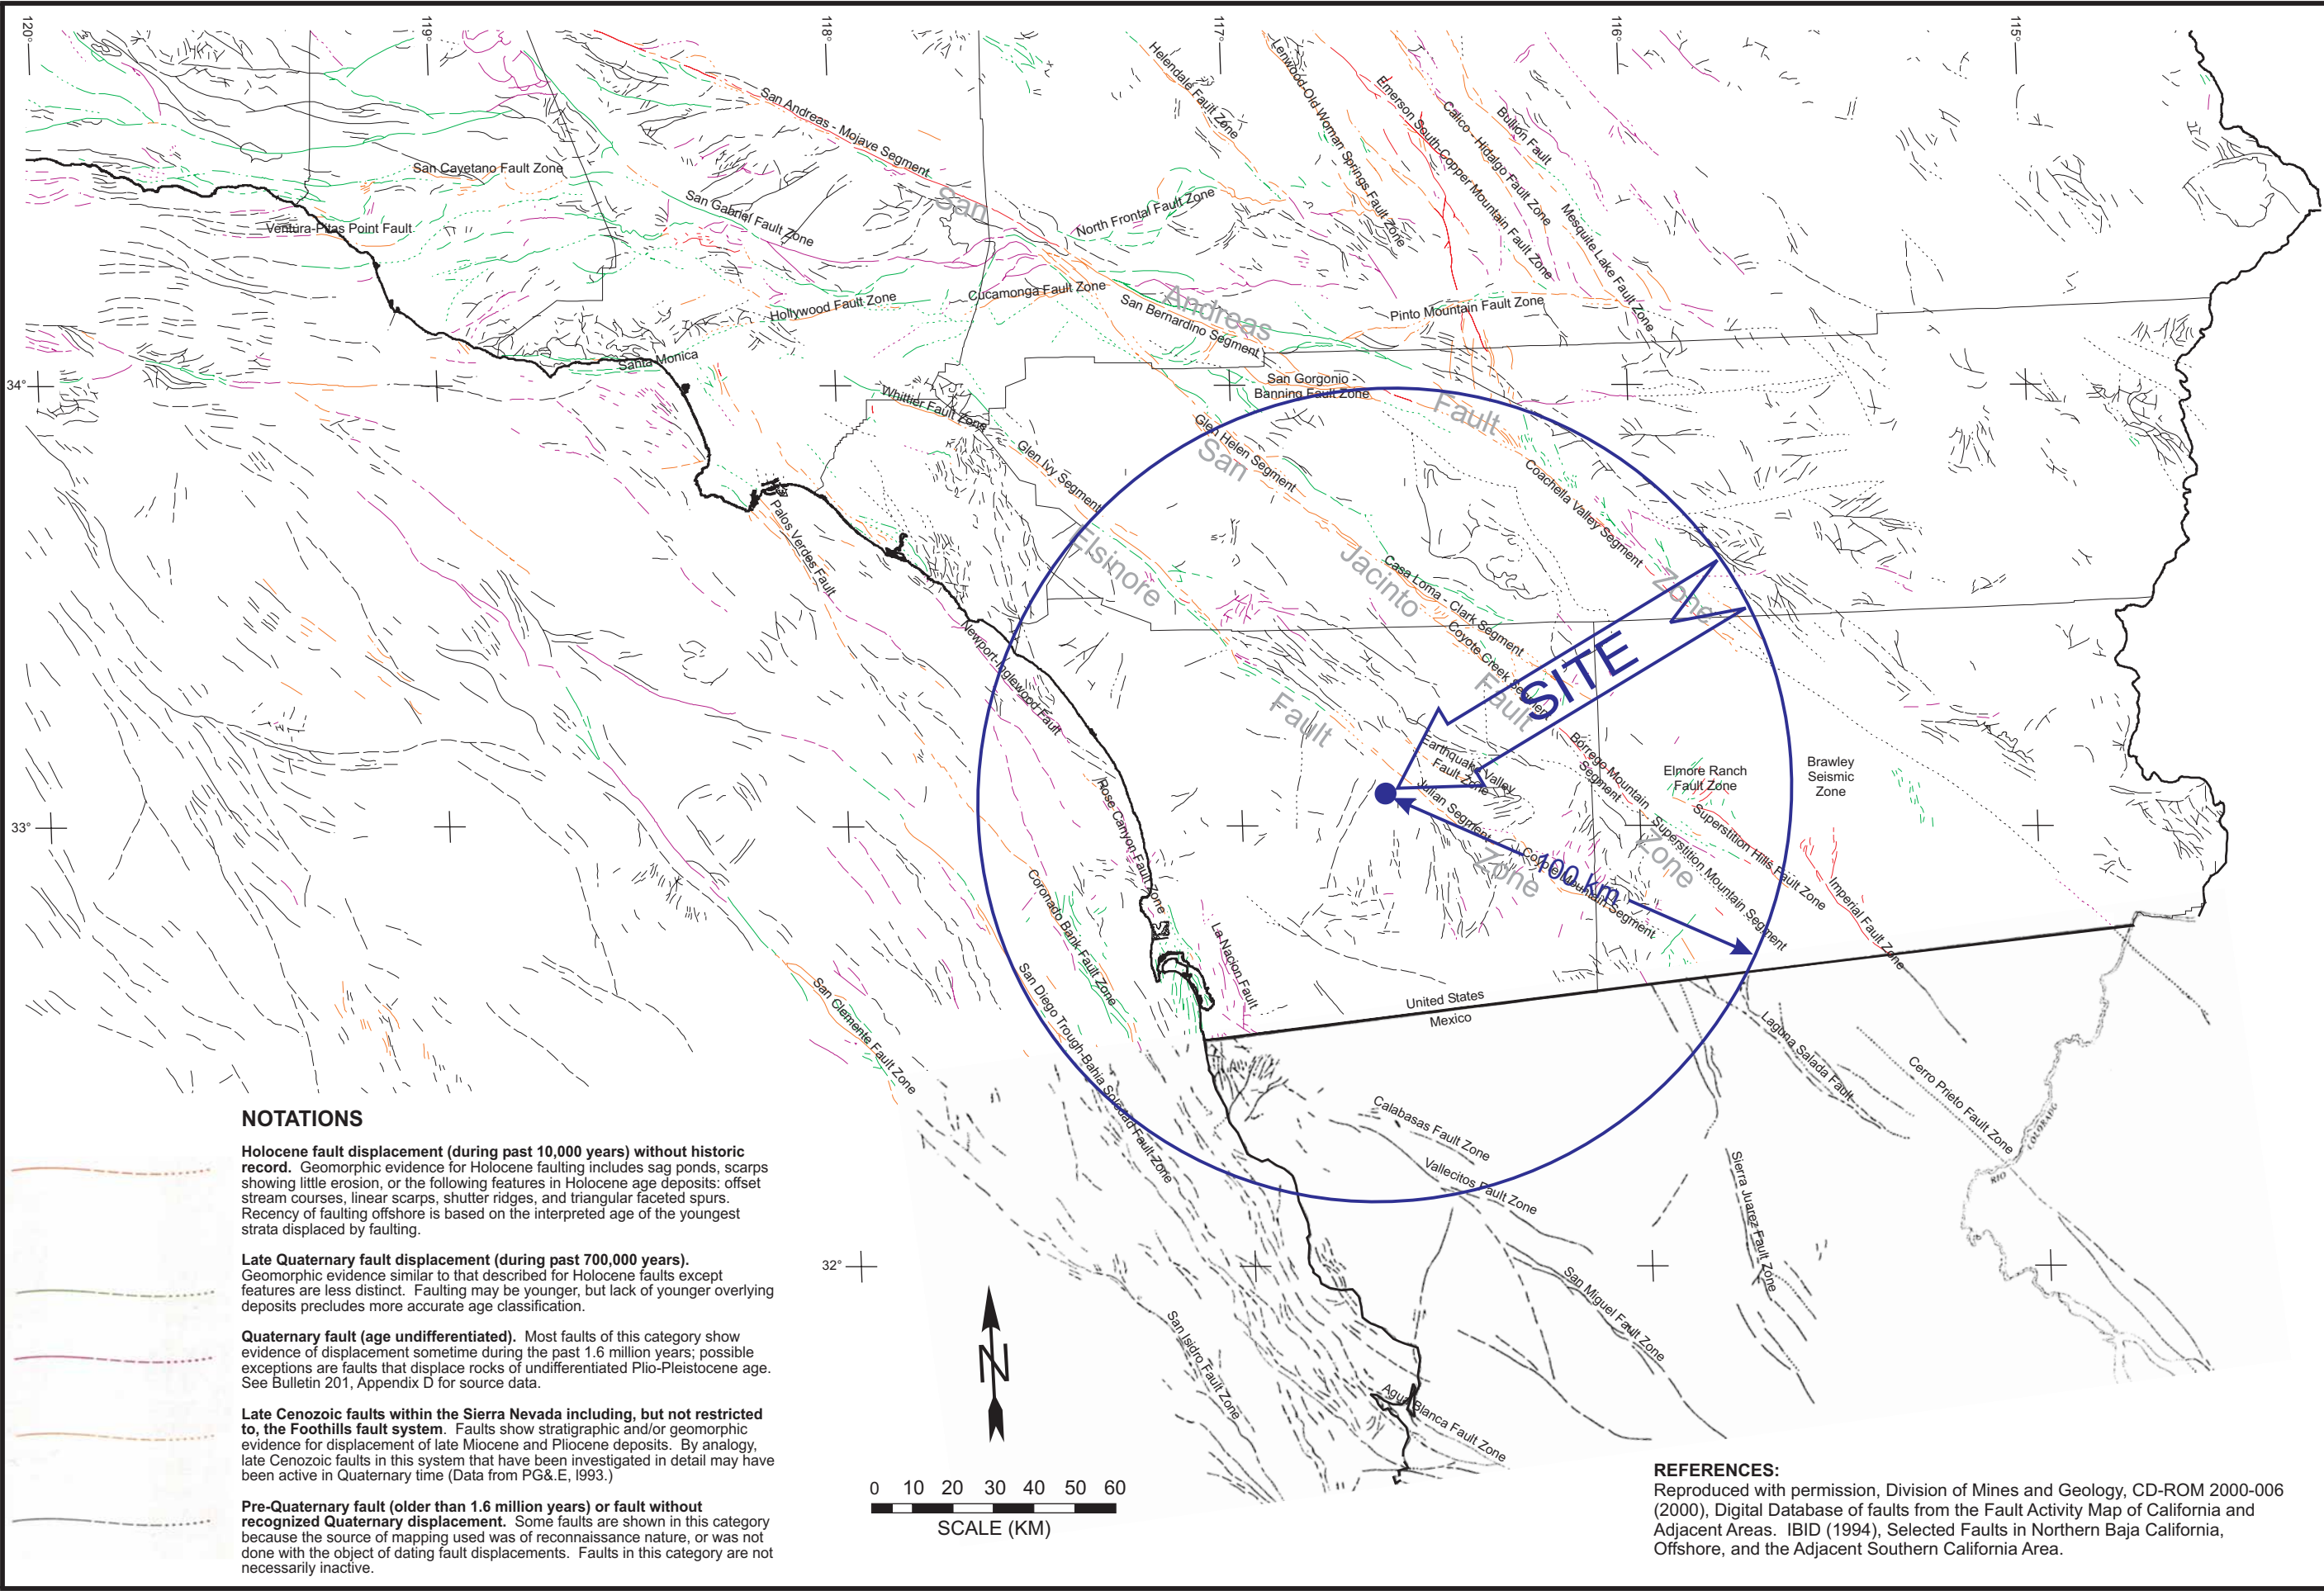 120°
119°
118°
117°
116°
115°
34°
33°
32°
San Andreas - Mojave Segment
Helendale Fault Zone
Lenwood-Old Woman Springs Fault Zone
Emerson South-Copper Mountain Fault Zone
Calico - Hidalgo Fault Zone
Bullion Fault
Mesquite Lake Fault Zone
San Cayetano Fault Zone
Ventura-Pitas Point Fault
San Gabriel Fault Zone
North Frontal Fault Zone
Hollywood Fault Zone
Cucamonga Fault Zone
San Bernardino Segment
Pinto Mountain Fault Zone
Santa Monica
San
Andreas
Fault
Zone
San Gorgonio -
Banning Fault Zone
Whittier Fault Zone
Glen Ivy Segment
Glen Helen Segment
San
Jacinto
Fault
Zone
Coachella Valley Segment
Palos Verdes Fault
Elsinore
Fault
Zone
Casa Loma - Clark Segment
Coyote Creek Segment
SITE
Newport-Inglewood Fault
Earthquake Valley
Fault Zone
Julian Segment
Borrego Mountain
Segment
Elmore Ranch
Fault Zone
Brawley
Seismic
Zone
Superstition Hills Fault Zone
Superstition Mountain Segment
Imperial Fault Zone
100 km
Coyote Mountain Segment
Rose Canyon Fault Zone
Coronado Bank Fault Zone
La Nacion Fault
San Diego Trough-Bahia Soledad Fault Zone
San Clemente Fault Zone
United States
Mexico
Laguna Salada Fault
Cerro Prieto Fault Zone
RIO
COLORADO
Calabasas Fault Zone
Vallecitos Fault Zone
Sierra Juarez Fault Zone
San Miguel Fault Zone
San Isidro Fault Zone
Agua Blanca Fault Zone
N
NOTATIONS
Holocene fault displacement (during past 10,000 years) without historic
record. Geomorphic evidence for Holocene faulting includes sag ponds, scarps
showing little erosion, or the following features in Holocene age deposits: offset
stream courses, linear scarps, shutter ridges, and triangular faceted spurs.
Recency of faulting offshore is based on the interpreted age of the youngest
strata displaced by faulting.
Late Quaternary fault displacement (during past 700,000 years).
Geomorphic evidence similar to that described for Holocene faults except
features are less distinct. Faulting may be younger, but lack of younger overlying
deposits precludes more accurate age classification.
Quaternary fault (age undifferentiated). Most faults of this category show
evidence of displacement sometime during the past 1.6 million years; possible
exceptions are faults that displace rocks of undifferentiated Plio-Pleistocene age.
See Bulletin 201, Appendix D for source data.
Late Cenozoic faults within the Sierra Nevada including, but not restricted
to, the Foothills fault system. Faults show stratigraphic and/or geomorphic
evidence for displacement of late Miocene and Pliocene deposits. By analogy,
late Cenozoic faults in this system that have been investigated in detail may have
been active in Quaternary time (Data from PG&.E, l993.)
Pre-Quaternary fault (older than 1.6 million years) or fault without
recognized Quaternary displacement. Some faults are shown in this category
because the source of mapping used was of reconnaissance nature, or was not
done with the object of dating fault displacements. Faults in this category are not
necessarily inactive.
0 10 20 30 40 50 60
SCALE (KM)
REFERENCES:
Reproduced with permission, Division of Mines and Geology, CD-ROM 2000-006
(2000), Digital Database of faults from the Fault Activity Map of California and
Adjacent Areas. IBID (1994), Selected Faults in Northern Baja California,
Offshore, and the Adjacent Southern California Area.